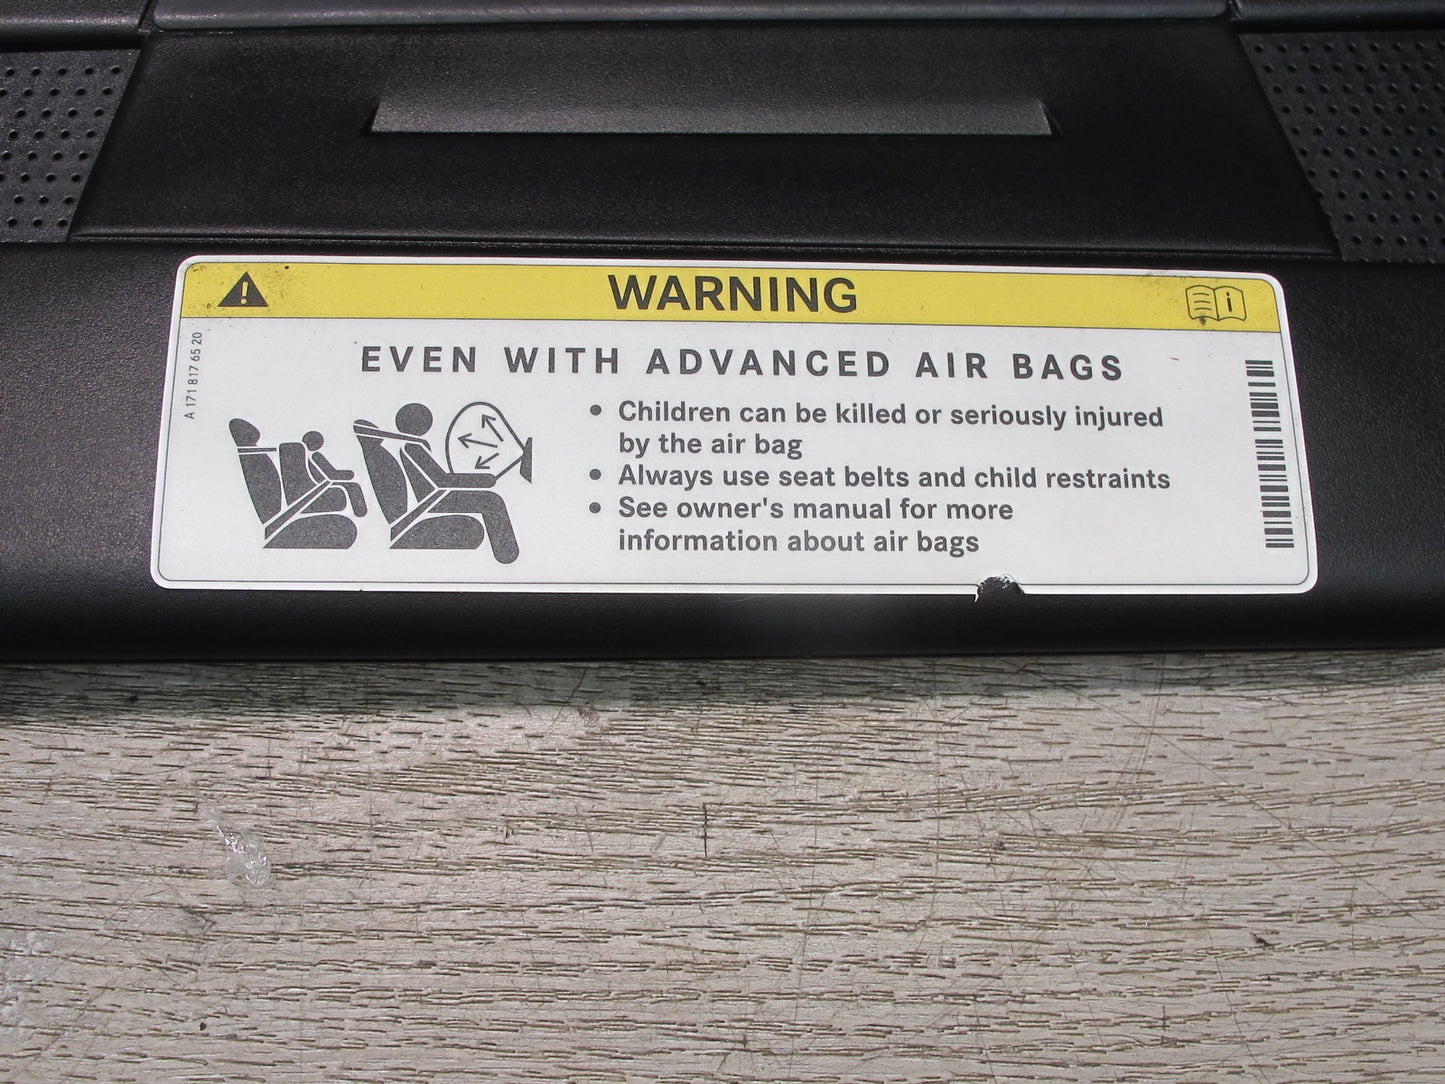 WARNING
A 171 817 65 20
EVEN WITH ADVANCED AIR BAGS
• Children can be killed or seriously injured
by the air bag
• Always use seat belts and child restraints
• See owner's manual for more
information about air bags